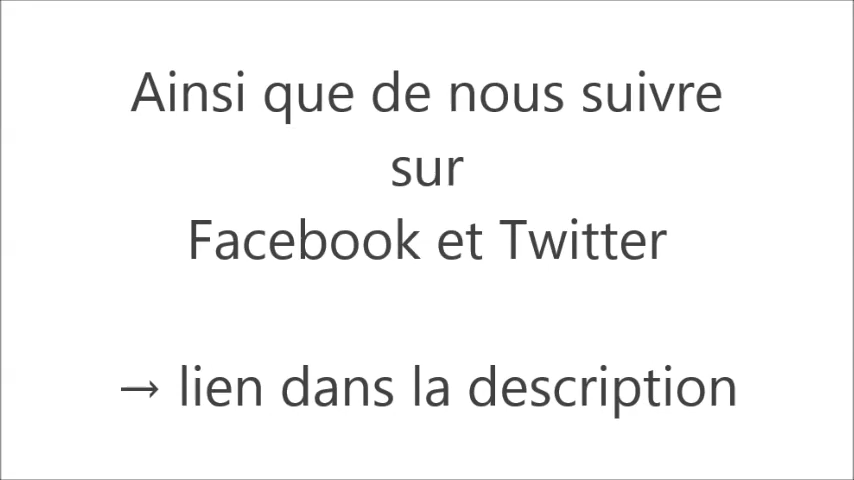 Ainsi que de nous suivre
sur
Facebook et Twitter
→ lien dans la description